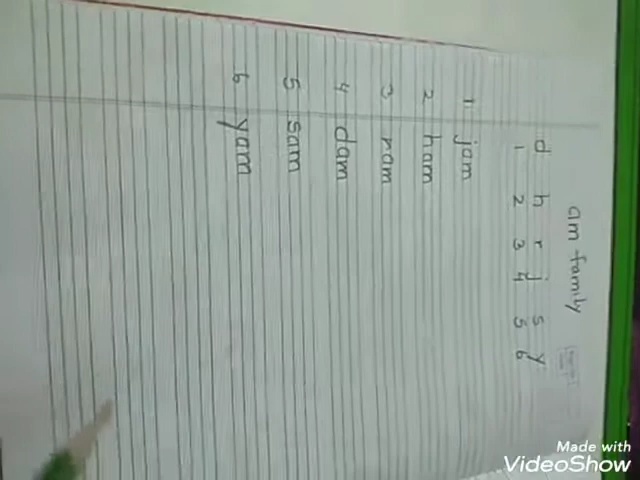 am family
d h r j s y
1 2 3 4 5 6
1 jam
2 ham
3 ram
4 dam
5 sam
6 yam
Made with
VideoShow